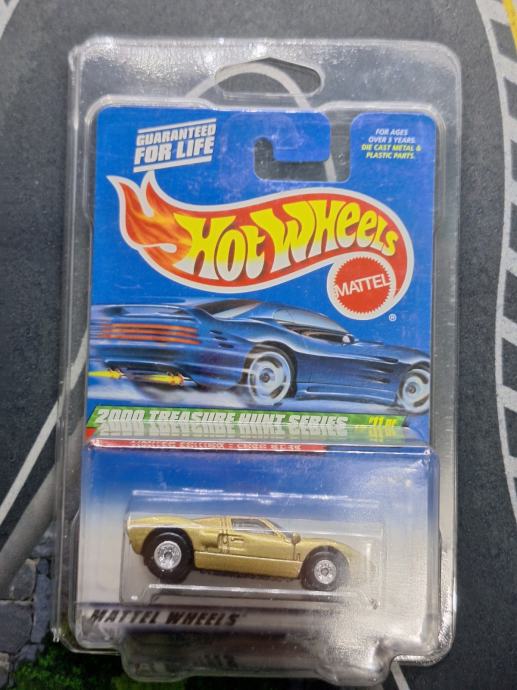 GUARANTEED
FOR LIFE
FOR AGES
OVER 3 YEARS.
DIE CAST METAL &
PLASTIC PARTS.
HOT WHEELS
MATTEL
®
2000 TREASURE HUNT SERIES
MATTEL WHEELS